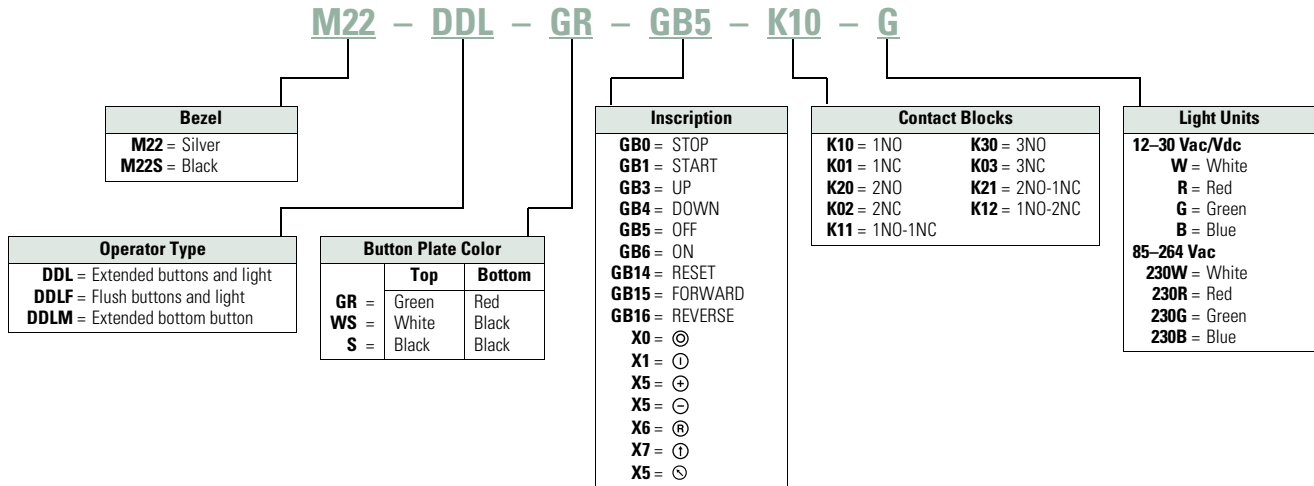 M22 – DDL – GR – GB5 – K10 – G
Bezel
M22 = Silver
M22S = Black
Operator Type
DDL = Extended buttons and light
DDLF = Flush buttons and light
DDLM = Extended bottom button
Button Plate Color
Top Bottom
GR = Green Red
WS = White Black
S = Black Black
Inscription
GB0 = STOP
GB1 = START
GB3 = UP
GB4 = DOWN
GB5 = OFF
GB6 = ON
GB14 = RESET
GB15 = FORWARD
GB16 = REVERSE
X0 = ◎
X1 = ⏼
X5 = ⊕
X5 = ⊖
X6 = Ⓡ
X7 = ⓛ
X5 = ⦸
Contact Blocks
K10 = 1NO K30 = 3NO
K01 = 1NC K03 = 3NC
K20 = 2NO K21 = 2NO-1NC
K02 = 2NC K12 = 1NO-2NC
K11 = 1NO-1NC
Light Units
12–30 Vac/Vdc
W = White
R = Red
G = Green
B = Blue
85–264 Vac
230W = White
230R = Red
230G = Green
230B = Blue